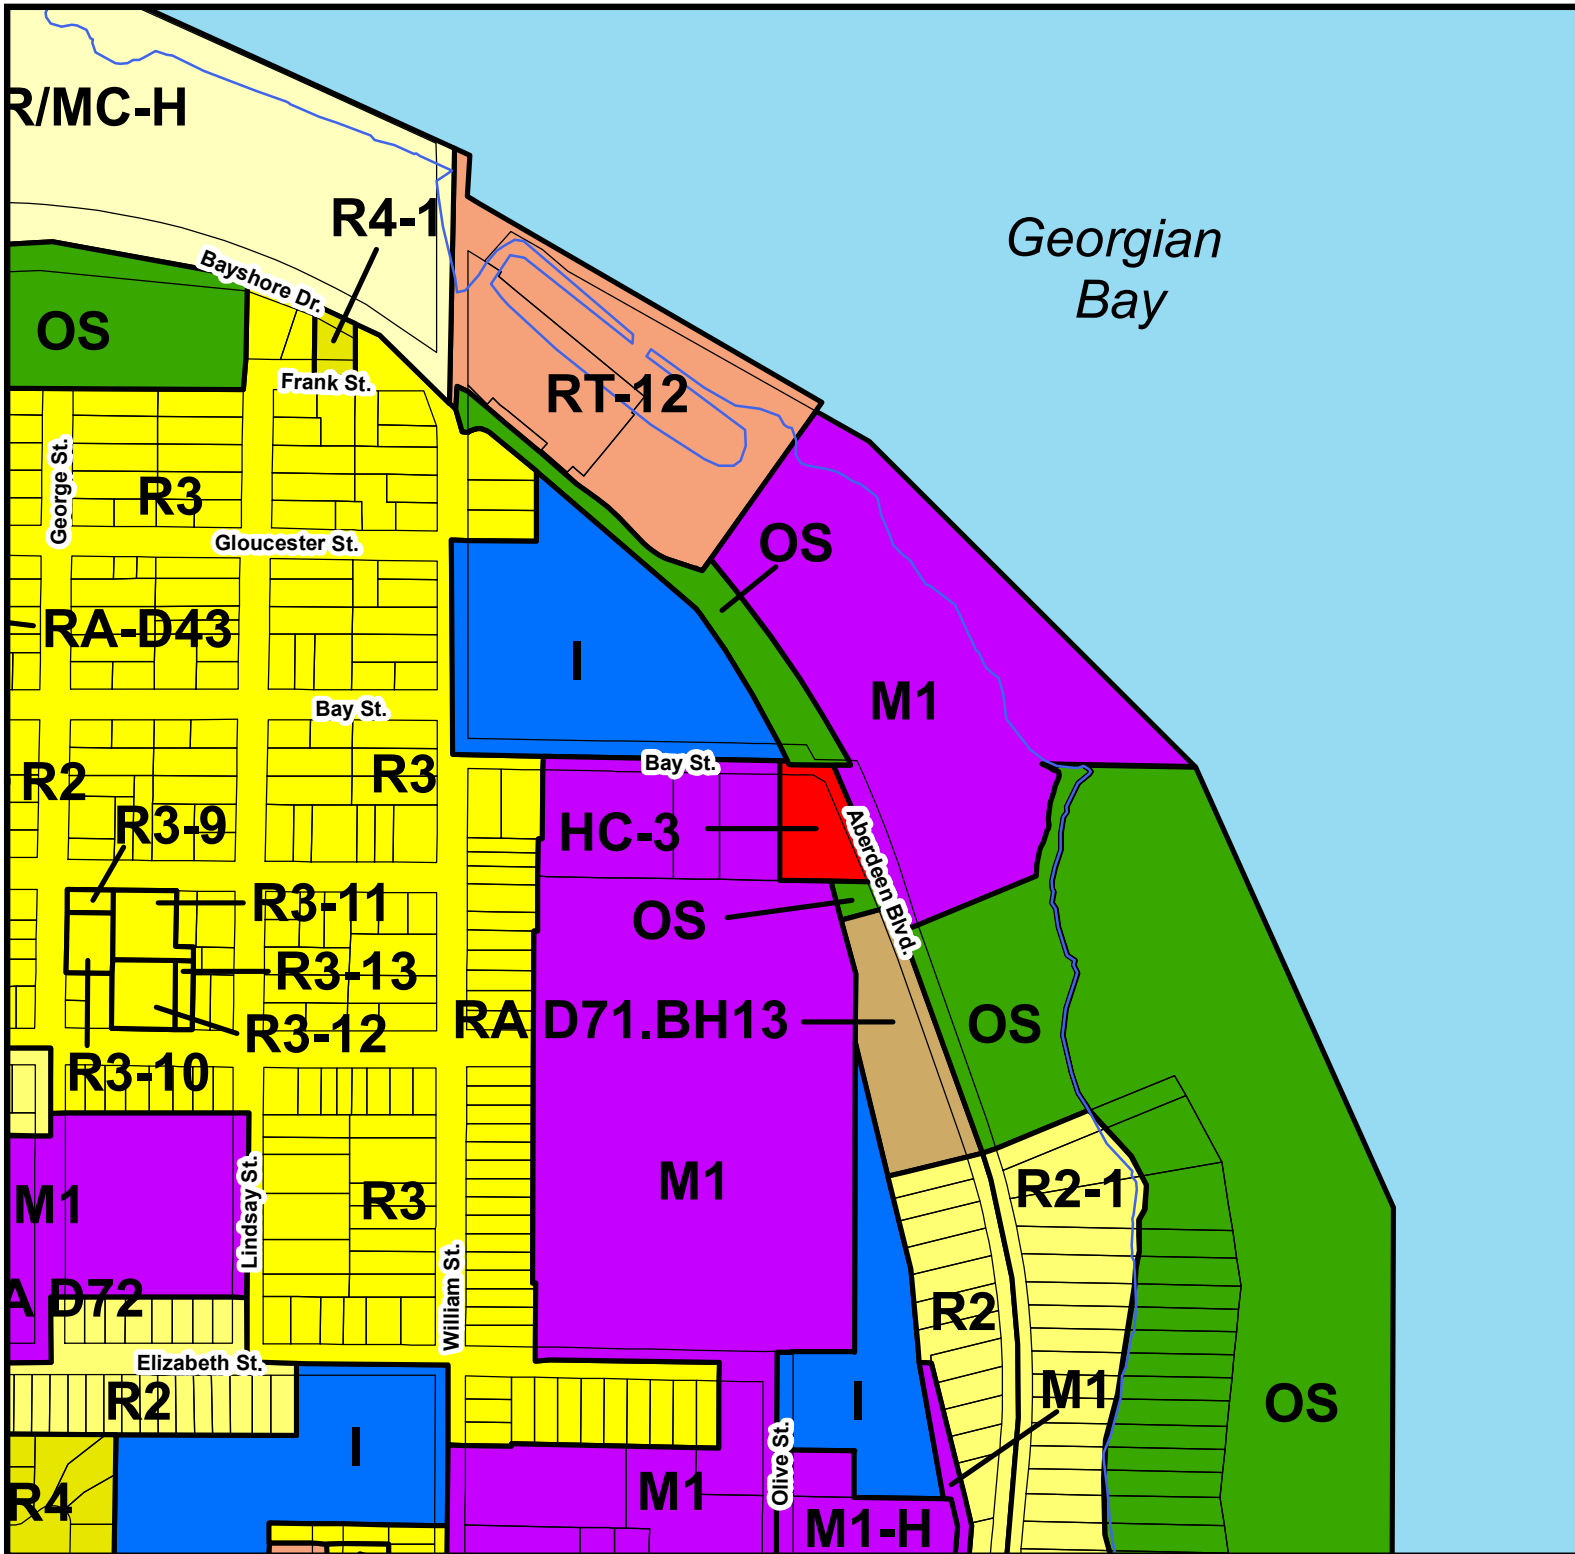 R/MC-H
R4-1
Georgian
Bay
Bayshore Dr.
OS
Frank St.
RT-12
George St.
R3
Gloucester St.
OS
RA-D43
I
M1
Bay St.
Bay St.
R2
R3
R3-9
HC-3
Aberdeen Blvd.
R3-11
OS
R3-13
RA D71.BH13
OS
R3-12
R3-10
M1
R2-1
M1
R3
Lindsay St.
D72
R2
William St.
Elizabeth St.
M1
R2
I
OS
I
Olive St.
R4
M1
M1-H